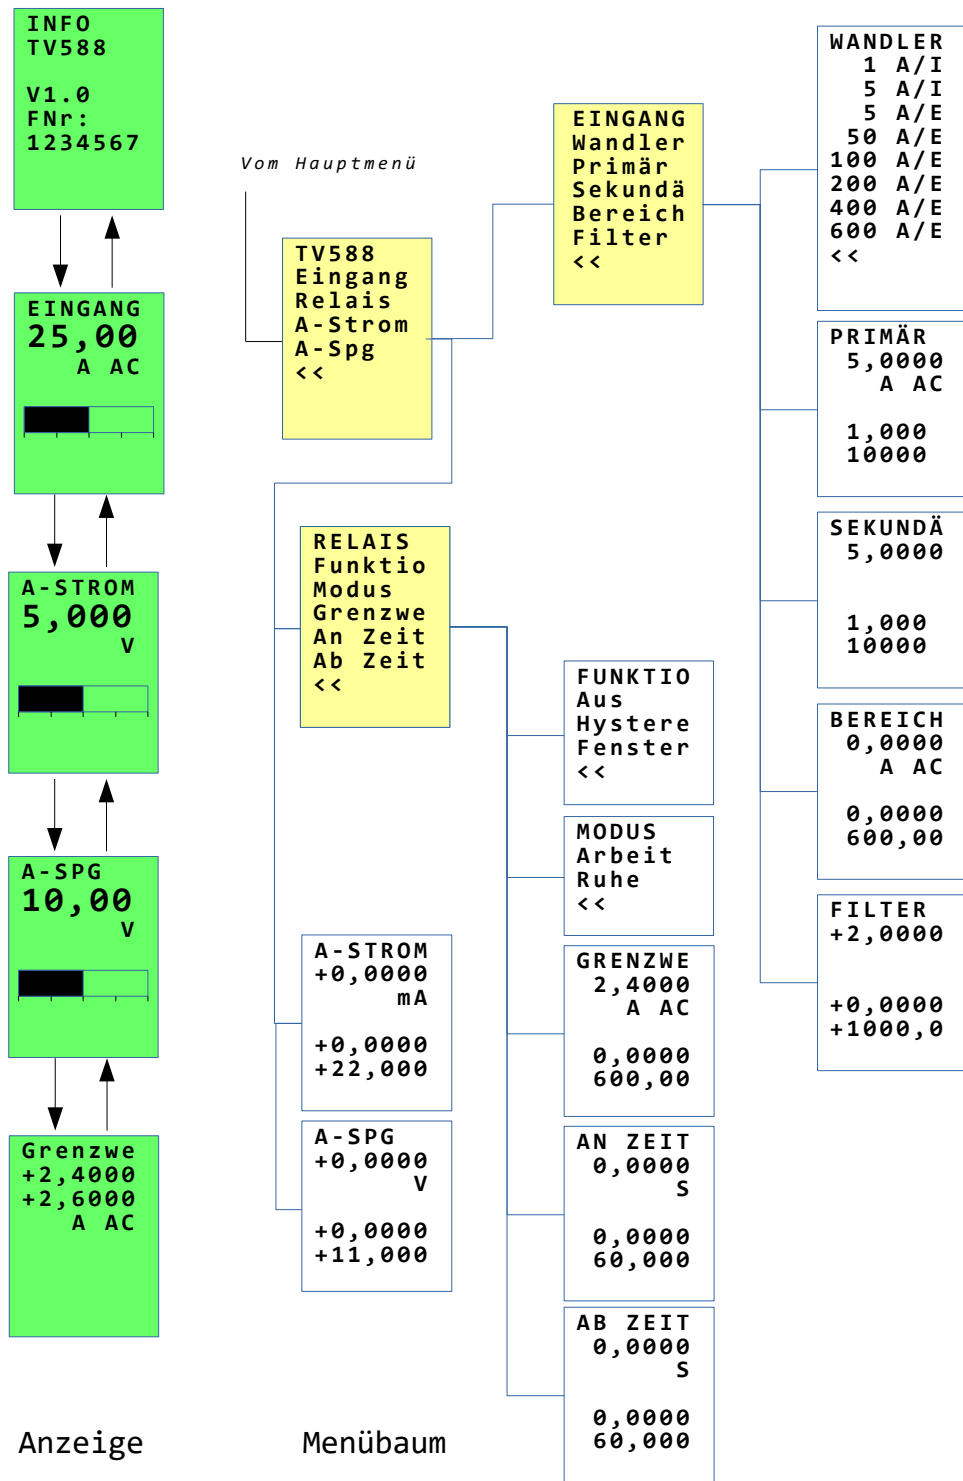 INFO
TV588
V1.0
FNr:
1234567
EINGANG
25,00
A AC
A-STROM
5,000
V
A-SPG
10,00
V
Grenzwe
+2,4000
+2,6000
A AC
Anzeige
Vom Hauptmenü
TV588
Eingang
Relais
A-Strom
A-Spg
<<
RELAIS
Funktio
Modus
Grenzwe
An Zeit
Ab Zeit
<<
A-STROM
+0,0000
mA
+0,0000
+22,000
A-SPG
+0,0000
V
+0,0000
+11,000
Menübaum
EINGANG
Wandler
Primär
Sekundä
Bereich
Filter
<<
FUNKTIO
Aus
Hystere
Fenster
<<
MODUS
Arbeit
Ruhe
<<
GRENZWE
2,4000
A AC
0,0000
600,00
AN ZEIT
0,0000
S
0,0000
60,000
AB ZEIT
0,0000
S
0,0000
60,000
WANDLER
1 A/I
5 A/I
5 A/E
50 A/E
100 A/E
200 A/E
400 A/E
600 A/E
<<
PRIMÄR
5,0000
A AC
1,000
10000
SEKUNDÄ
5,0000
1,000
10000
BEREICH
0,0000
A AC
0,0000
600,00
FILTER
+2,0000
+0,0000
+1000,0